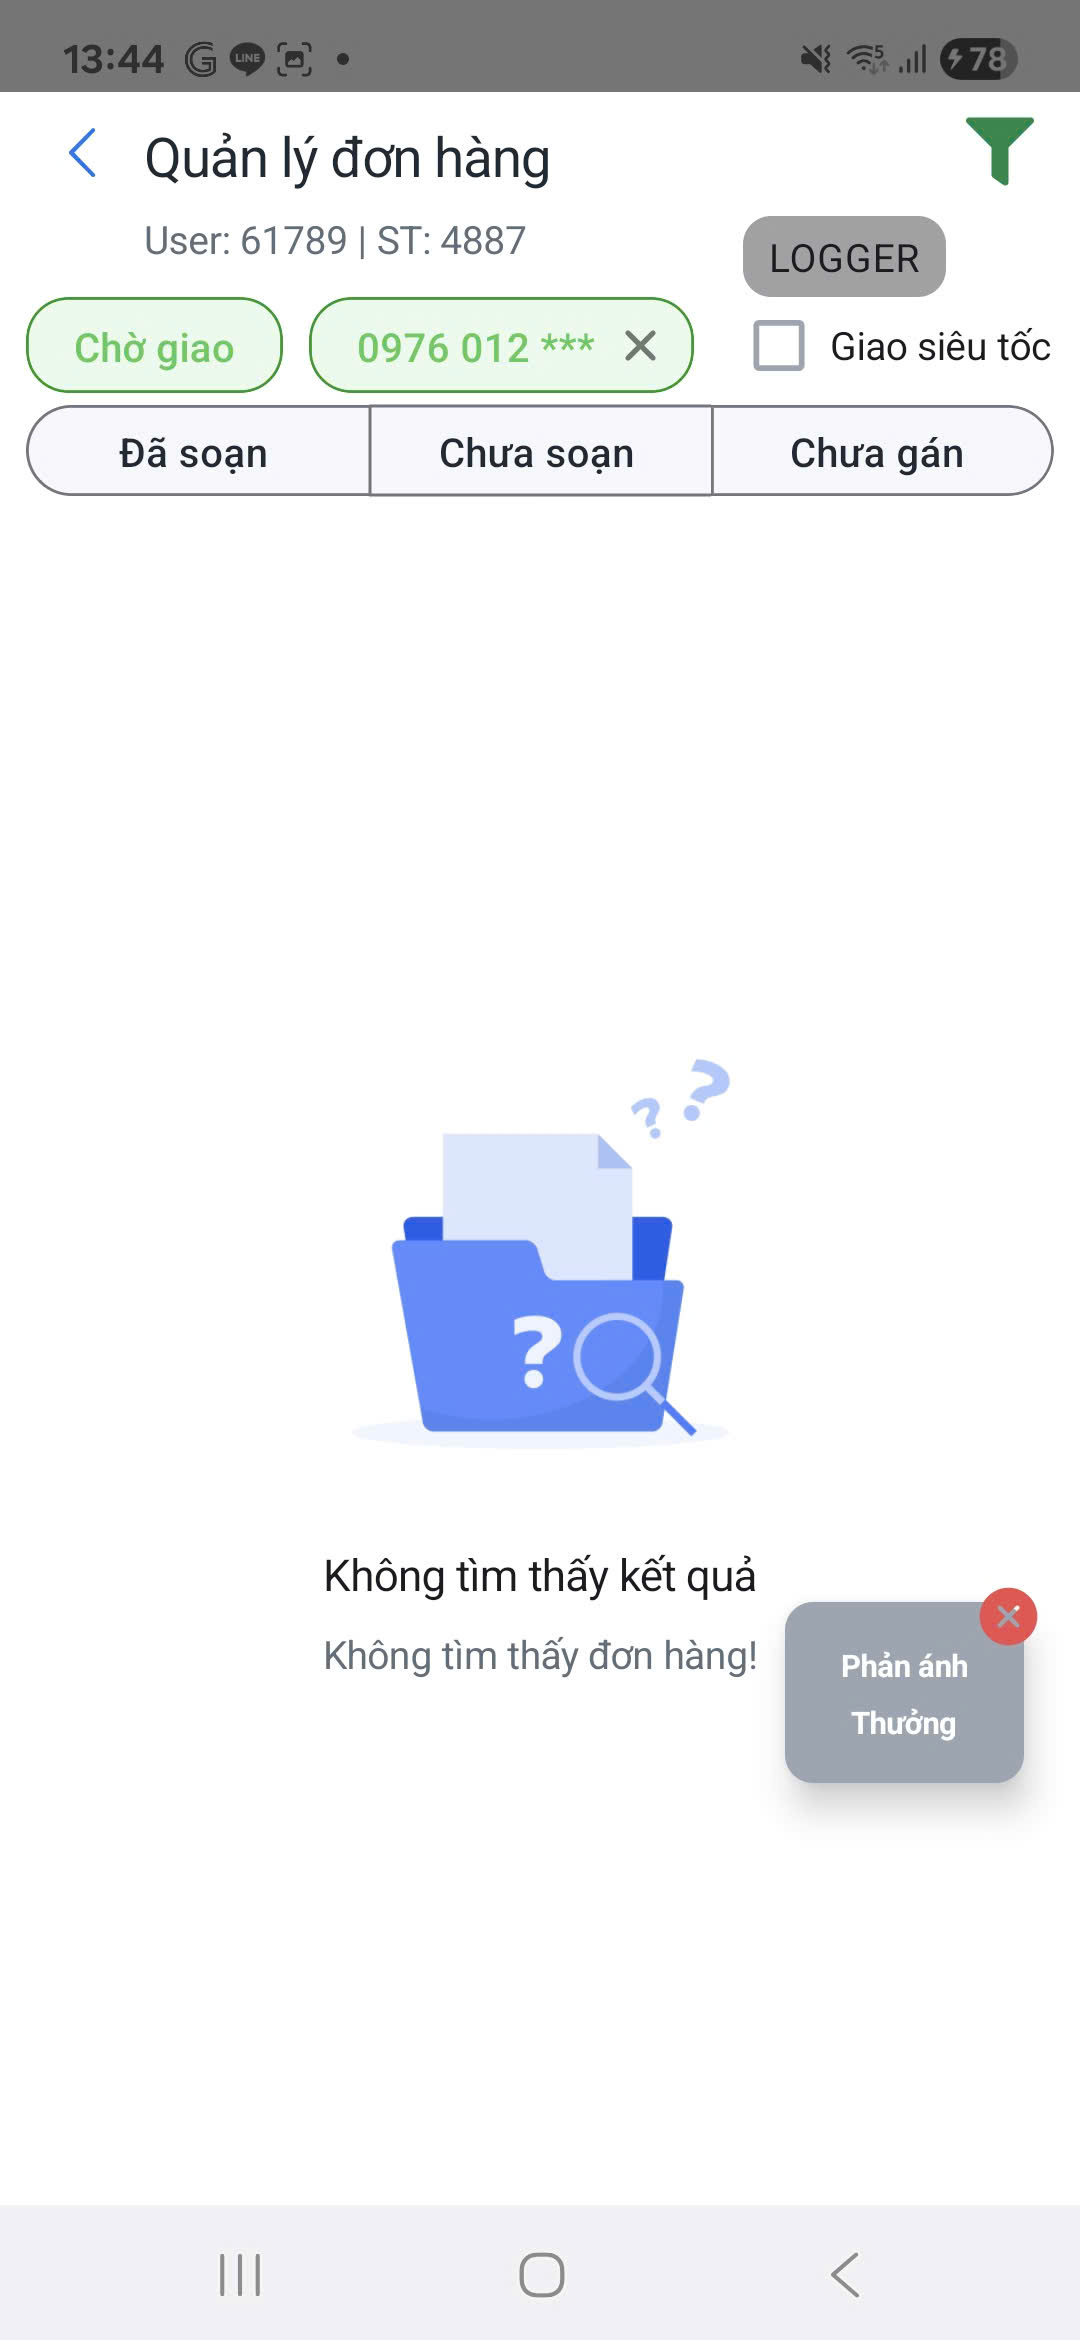 13:44 LINE 5 78
Quản lý đơn hàng
User: 61789 | ST: 4887
LOGGER
Chờ giao
0976 012 ***
Giao siêu tốc
Đã soạn
Chưa soạn
Chưa gán
? ?
?
Không tìm thấy kết quả
Không tìm thấy đơn hàng!
Phản ánh
Thưởng